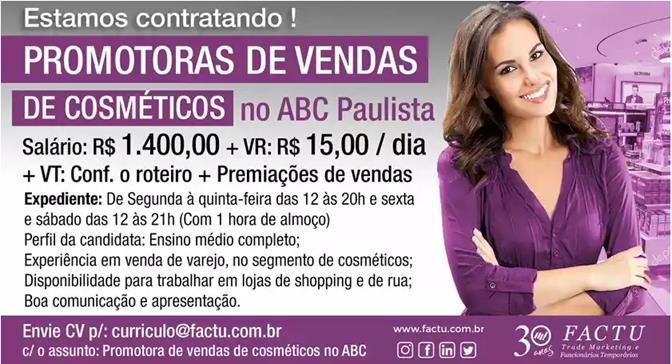 Estamos contratando !
PROMOTORAS DE VENDAS
DE COSMÉTICOS no ABC Paulista
Salário: R$ 1.400,00 + VR: R$ 15,00 / dia
+ VT: Conf. o roteiro + Premiações de vendas
Expediente: De Segunda à quinta-feira das 12 às 20h e sexta
e sábado das 12 às 21h (Com 1 hora de almoço)
Perfil da candidata: Ensino médio completo;
Experiência em venda de varejo, no segmento de cosméticos;
Disponibilidade para trabalhar em lojas de shopping e de rua;
Boa comunicação e apresentação.
Envie CV p/: curriculo@factu.com.br
c/ o assunto: Promotora de vendas de cosméticos no ABC
www.factu.com.br
30 anos
FACTU
Trade Marketing e
Funcionários Temporários